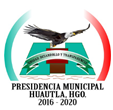 PRESIDENCIA MUNICIPAL
HUAUTLA, HGO.
2016 - 2020